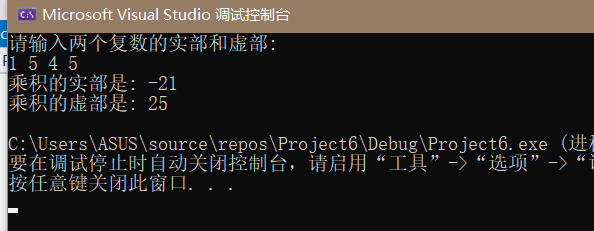 Microsoft Visual Studio 调试控制台
请输入两个复数的实部和虚部:
1 5 4 5
乘积的实部是: -21
乘积的虚部是: 25
C:\Users\ASUS\source\repos\Project6\Debug\Project6.exe (进
要在调试停止时自动关闭控制台，请启用“工具”->“选项”->“
按任意键关闭此窗口. . .